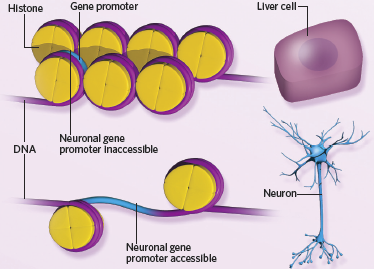 Histone
Gene promoter
Liver cell
Neuronal gene
promoter inaccessible
DNA
Neuron
Neuronal gene
promoter accessible